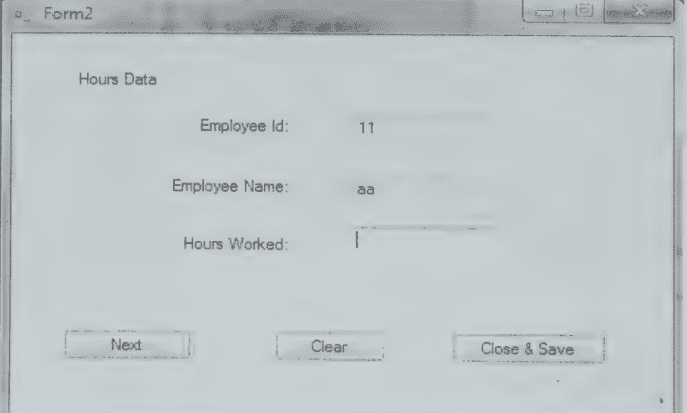 Form2
Hours Data
Employee Id: 11
Employee Name: aa
Hours Worked:
Next Clear Close & Save